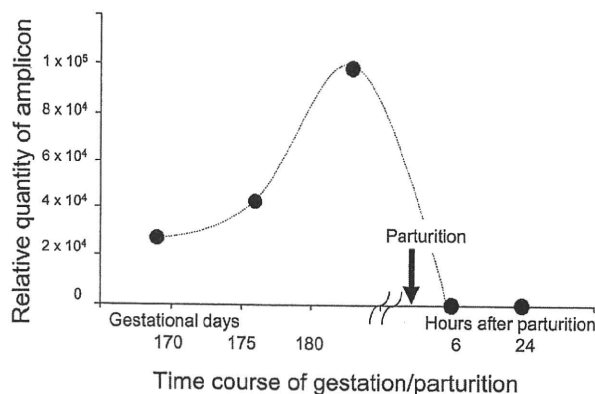 Relative quantity of amplicon
1 x 10⁵
8 x 10⁴
6 x 10⁴
4 x 10⁴
2 x 10⁴
0
Parturition
Gestational days
Hours after parturition
170
175
180
6
24
Time course of gestation/parturition